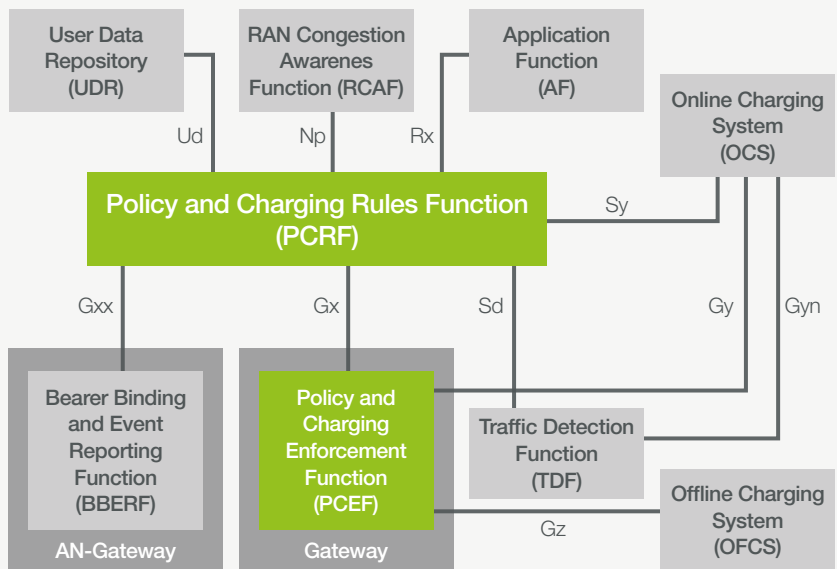 User Data
Repository
(UDR)
RAN Congestion
Awarenes
Function (RCAF)
Application
Function
(AF)
Online Charging
System
(OCS)
Ud
Np
Rx
Policy and Charging Rules Function
(PCRF)
Sy
Gxx
Gx
Sd
Gy
Gyn
Bearer Binding
and Event
Reporting
Function
(BBERF)
AN-Gateway
Policy and
Charging
Enforcement
Function
(PCEF)
Gateway
Traffic Detection
Function
(TDF)
Gz
Offline Charging
System
(OFCS)